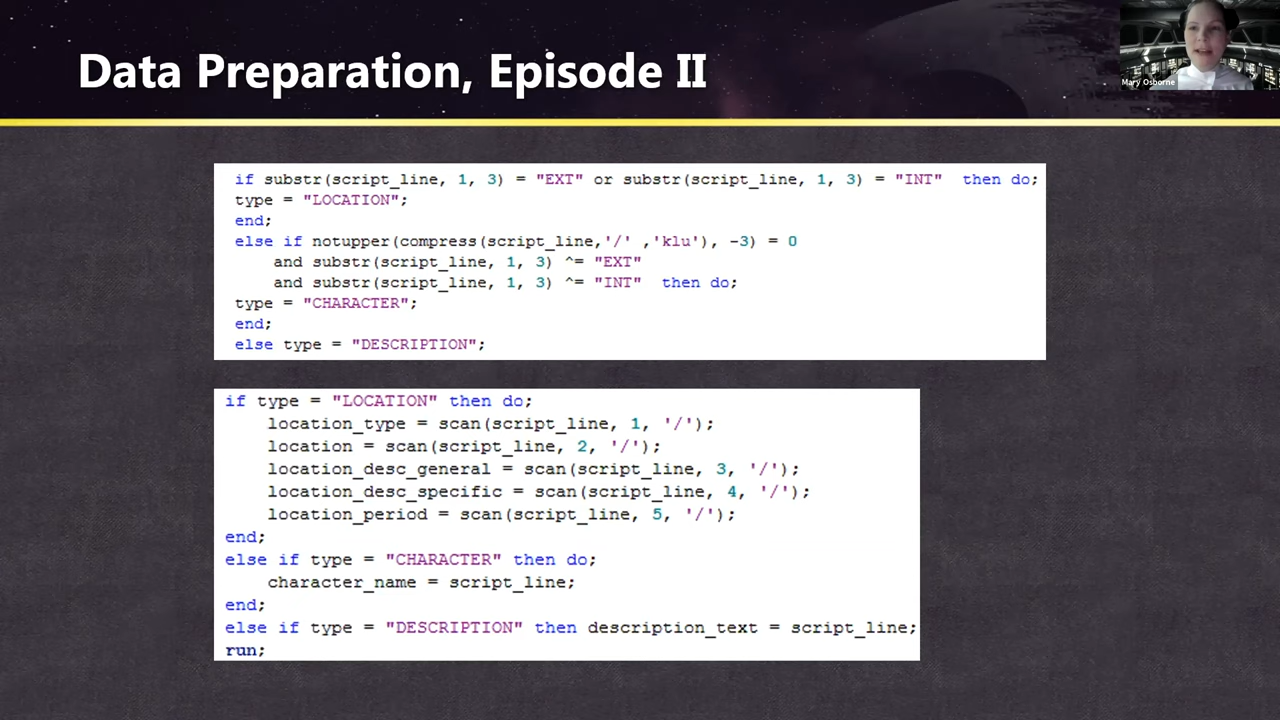 Data Preparation, Episode II
Mary Osborne
if substr(script_line, 1, 3) = "EXT" or substr(script_line, 1, 3) = "INT"  then do;
type = "LOCATION";
end;
else if notupper(compress(script_line,'/' ,'klu'), -3) = 0
    and substr(script_line, 1, 3) ^= "EXT"
    and substr(script_line, 1, 3) ^= "INT"  then do;
type = "CHARACTER";
end;
else type = "DESCRIPTION";
if type = "LOCATION" then do;
    location_type = scan(script_line, 1, '/');
    location = scan(script_line, 2, '/');
    location_desc_general = scan(script_line, 3, '/');
    location_desc_specific = scan(script_line, 4, '/');
    location_period = scan(script_line, 5, '/');
end;
else if type = "CHARACTER" then do;
    character_name = script_line;
end;
else if type = "DESCRIPTION" then description_text = script_line;
run;